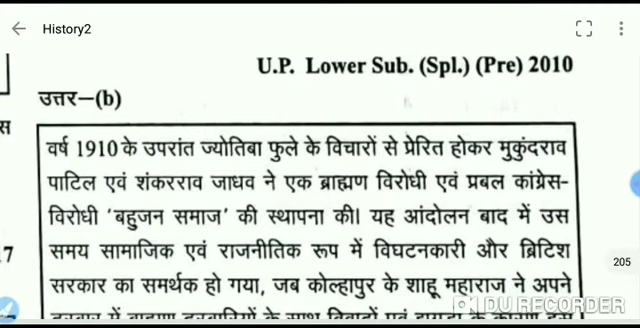 History2
U.P. Lower Sub. (Spl.) (Pre) 2010
उत्तर–(b)
स
वर्ष 1910 के उपरांत ज्योतिबा फुले के विचारों से प्रेरित होकर मुकुंदराव
पाटिल एवं शंकरराव जाधव ने एक ब्राह्मण विरोधी एवं प्रबल कांग्रेस-
विरोधी 'बहुजन समाज' की स्थापना की। यह आंदोलन बाद में उस
17
समय सामाजिक एवं राजनीतिक रूप में विघटनकारी और ब्रिटिश
205
सरकार का समर्थक हो गया, जब कोल्हापुर के शाहू महाराज ने अपने
DU RECORDER